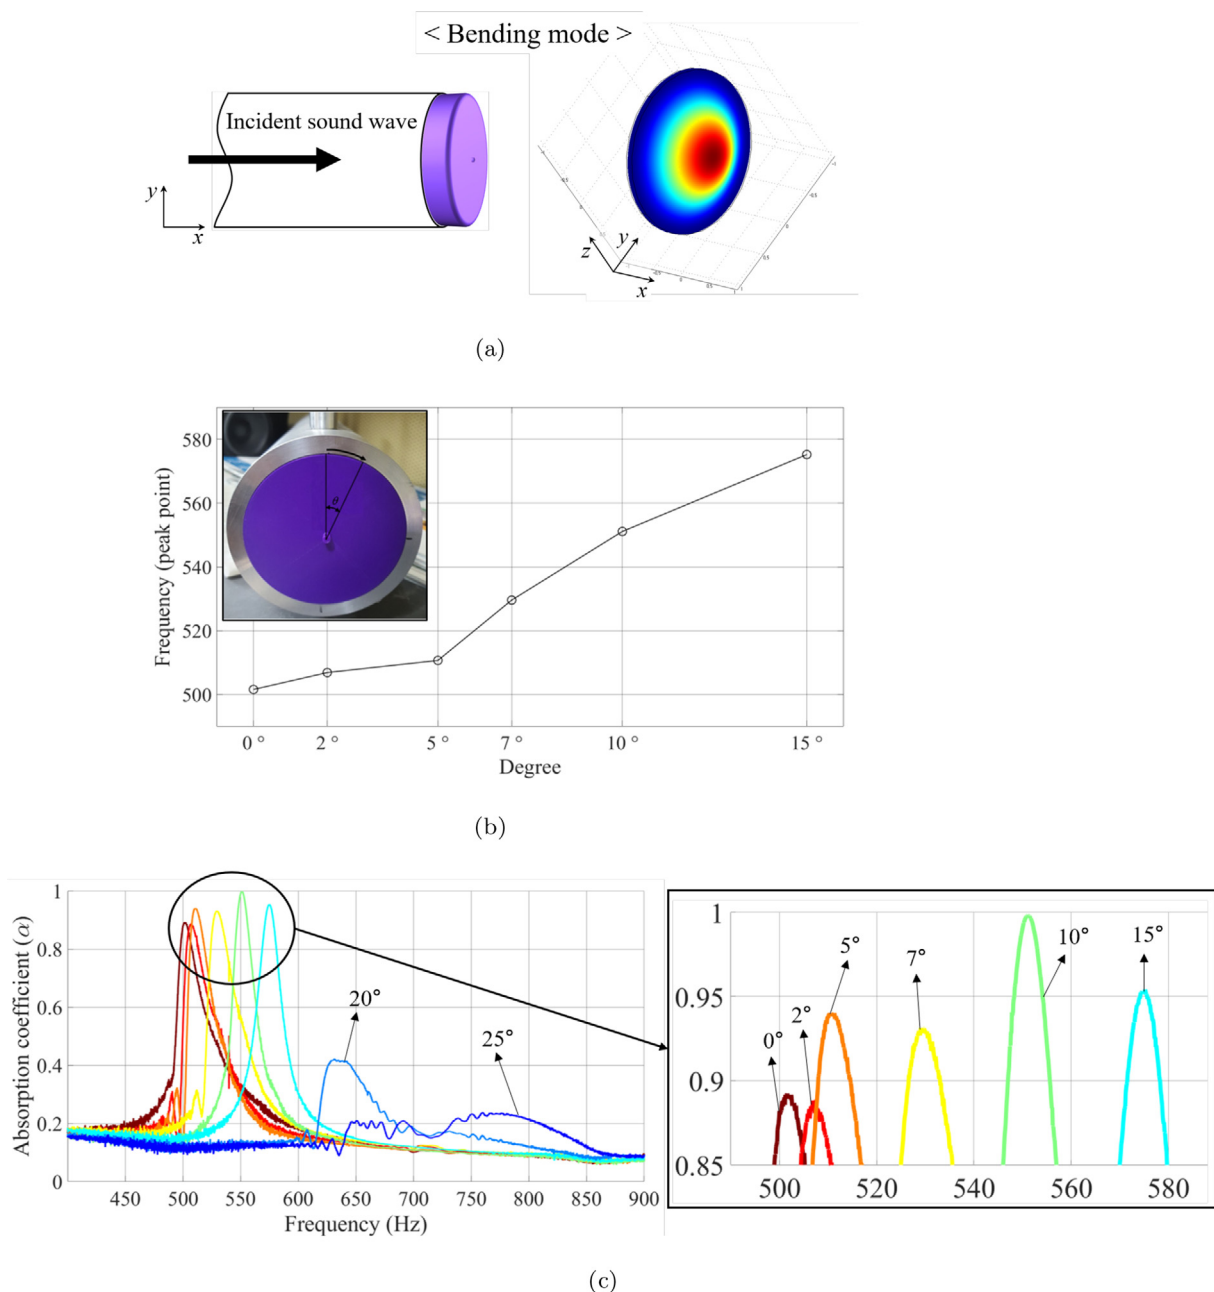 < Bending mode >
Incident sound wave
y
x
z
y
x
(a)
Frequency (peak point)
580
560
540
520
500
θ
0 °
2 °
5 °
7 °
10 °
15 °
Degree
(b)
Absorption coefficient (α)
1
0.8
0.6
0.4
0.2
0
20°
25°
450
500
550
600
650
700
750
800
850
900
Frequency (Hz)
1
0.95
0.9
0.85
0°
2°
5°
7°
10°
15°
500
520
540
560
580
(c)